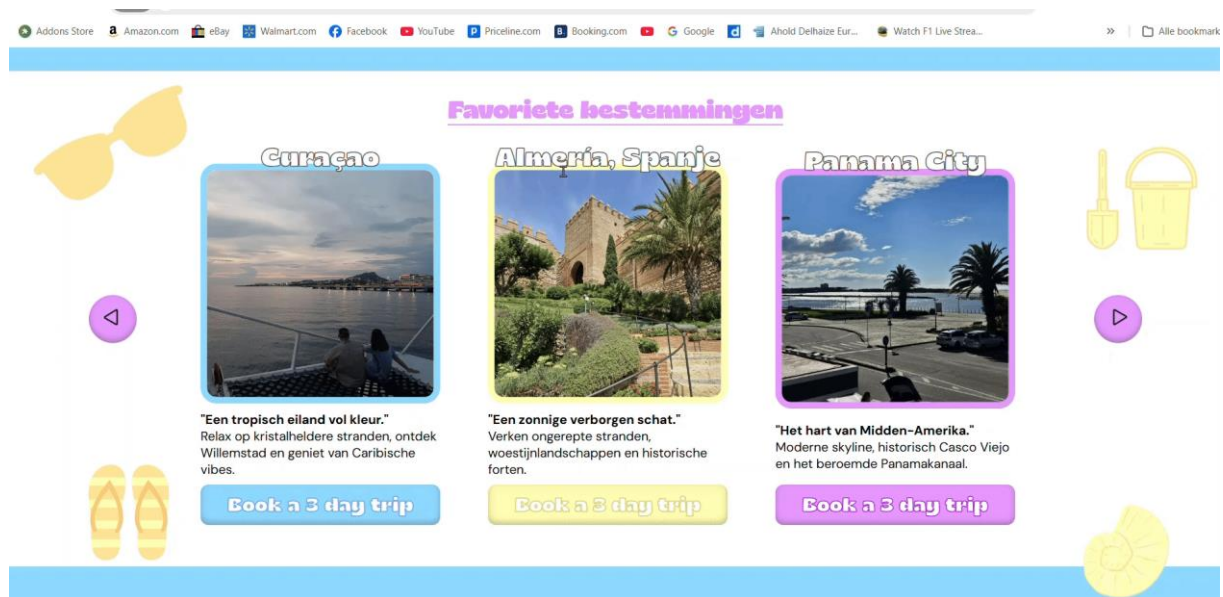 Addons Store Amazon.com eBay Walmart.com Facebook YouTube Priceline.com Booking.com Google Ahold Delhaize Eur... Watch F1 Live Strea... » Alle bookmark
Favoriete bestemmingen
Curaçao
"Een tropisch eiland vol kleur."
Relax op kristalheldere stranden, ontdek
Willemstad en geniet van Caribische
vibes.
Book a 3 day trip
Almería, Spanje
"Een zonnige verborgen schat."
Verken ongerepte stranden,
woestijnlandschappen en historische
forten.
Book a 3 day trip
Panama City
"Het hart van Midden-Amerika."
Moderne skyline, historisch Casco Viejo
en het beroemde Panamakanaal.
Book a 3 day trip